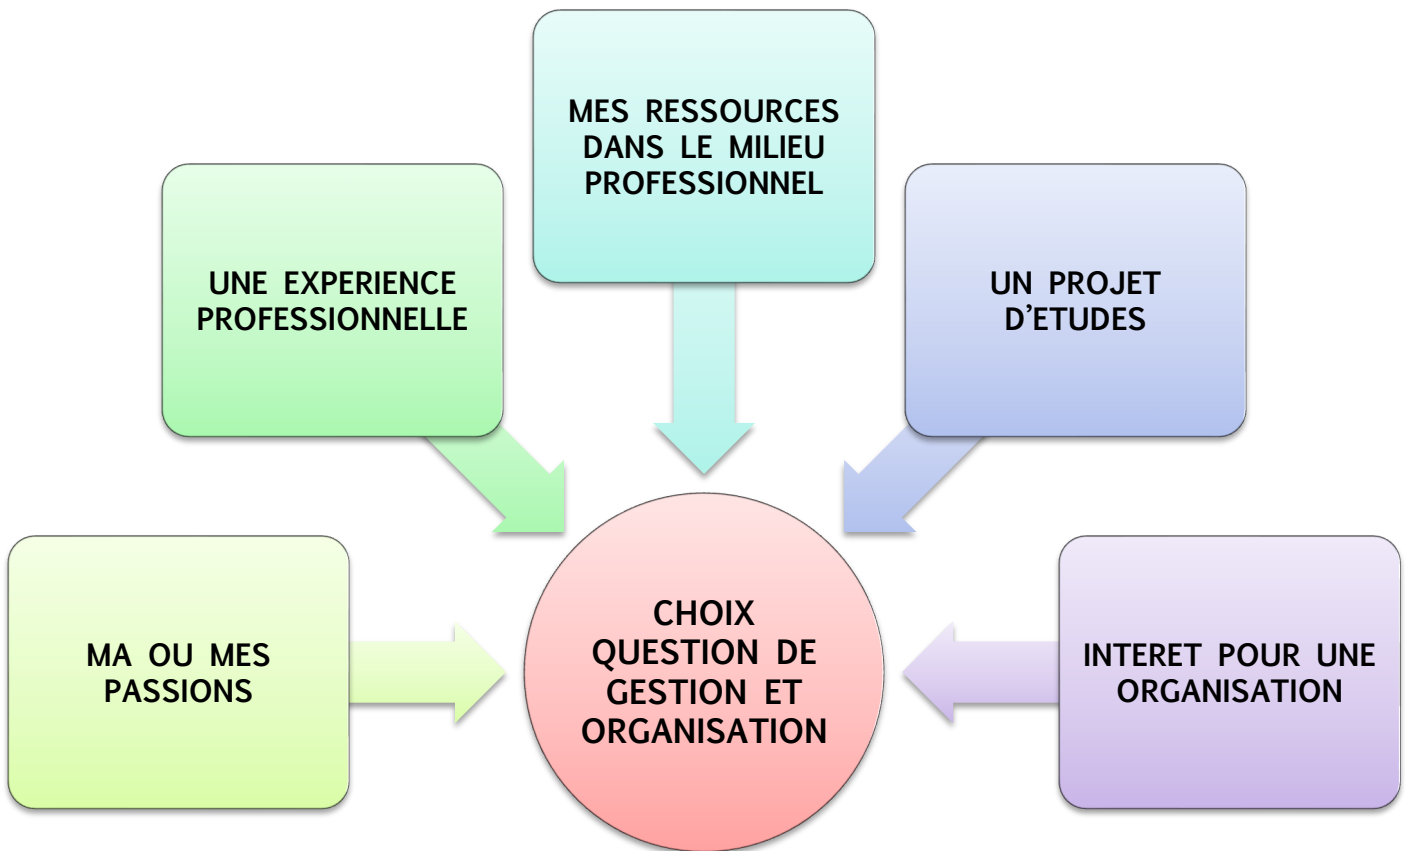 MES RESSOURCES
DANS LE MILIEU
PROFESSIONNEL
UNE EXPERIENCE
PROFESSIONNELLE
UN PROJET
D’ETUDES
MA OU MES
PASSIONS
CHOIX
QUESTION DE
GESTION ET
ORGANISATION
INTERET POUR UNE
ORGANISATION